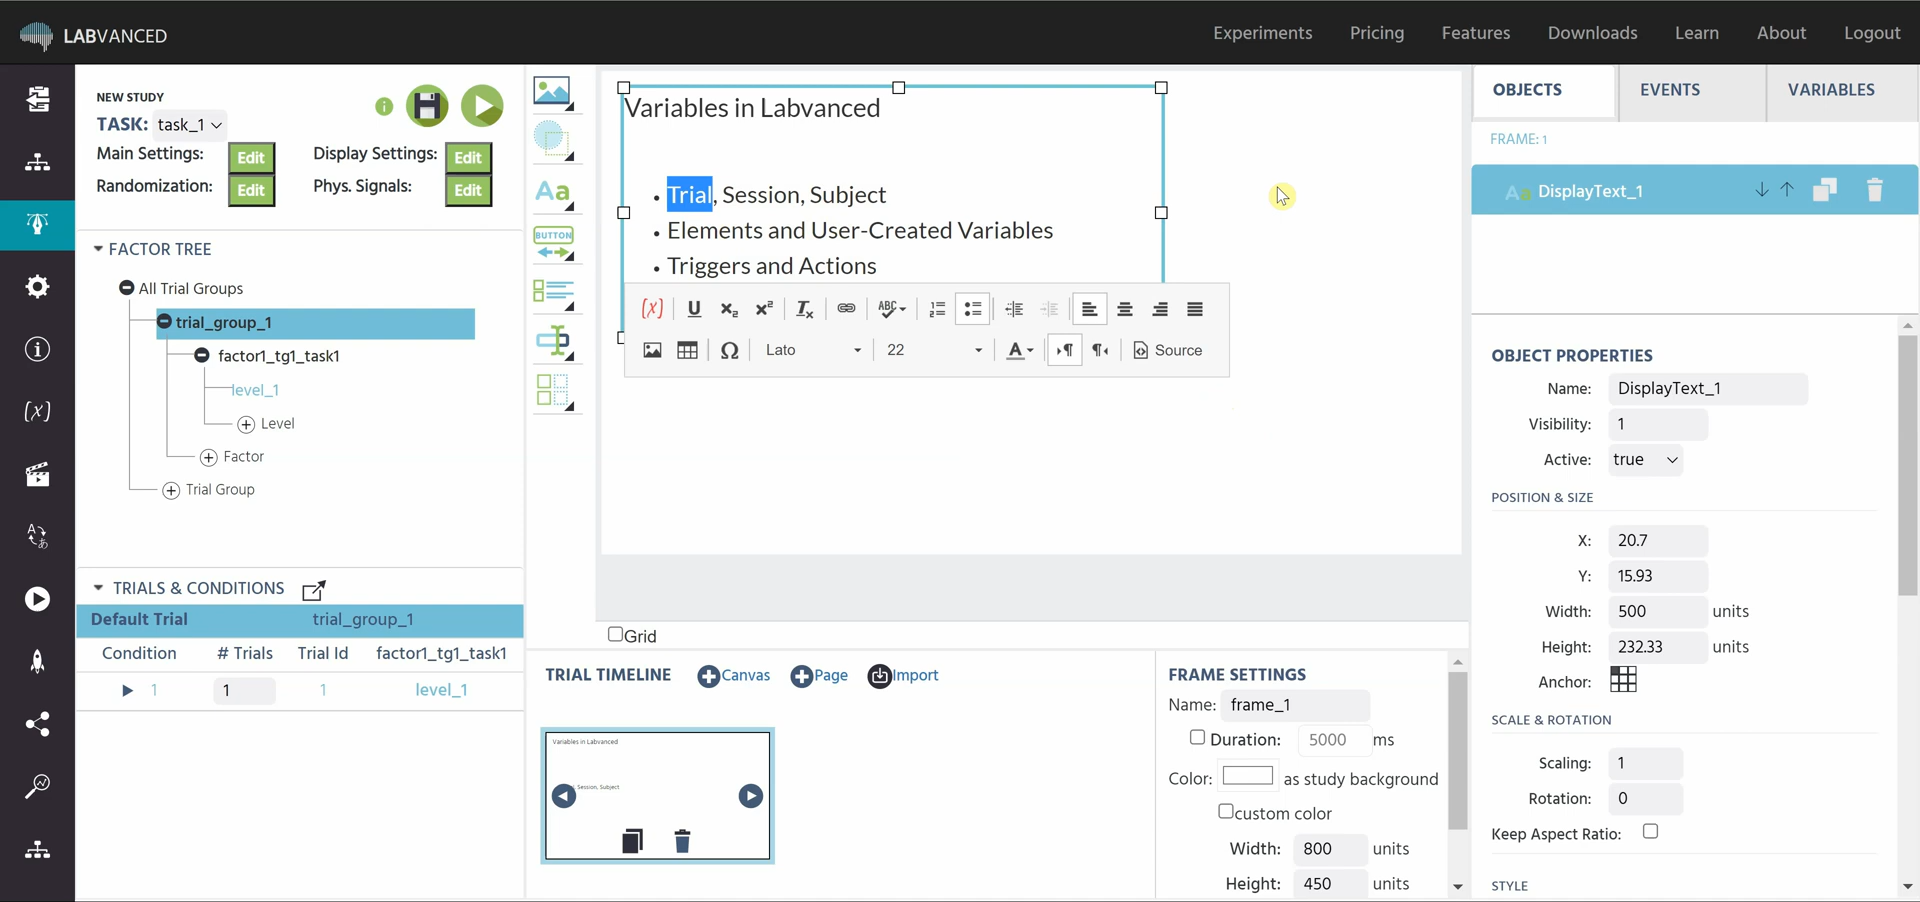 LABVANCED
Experiments Pricing Features Downloads Learn About Logout
NEW STUDY
TASK: task_1
Main Settings: Edit Display Settings: Edit
Randomization: Edit Phys. Signals: Edit
FACTOR TREE
All Trial Groups
trial_group_1
factor1_tg1_task1
level_1
Level
Factor
Trial Group
TRIALS & CONDITIONS
Default Trial trial_group_1
Condition # Trials Trial Id factor1_tg1_task1
1 1 1 level_1
Aa
BUTTON
Variables in Labvanced
• Trial, Session, Subject
• Elements and User-Created Variables
• Triggers and Actions
(x) U x₂ x² Tx ABC
Ω Lato 22 A Source
Grid
TRIAL TIMELINE Canvas Page Import
Variables in Labvanced
Session, Subject
FRAME SETTINGS
Name: frame_1
Duration: 5000 ms
Color: as study background
custom color
Width: 800 units
Height: 450 units
OBJECTS EVENTS VARIABLES
FRAME: 1
Aa DisplayText_1
OBJECT PROPERTIES
Name: DisplayText_1
Visibility: 1
Active: true
POSITION & SIZE
X: 20.7
Y: 15.93
Width: 500 units
Height: 232.33 units
Anchor:
SCALE & ROTATION
Scaling: 1
Rotation: 0
Keep Aspect Ratio:
STYLE